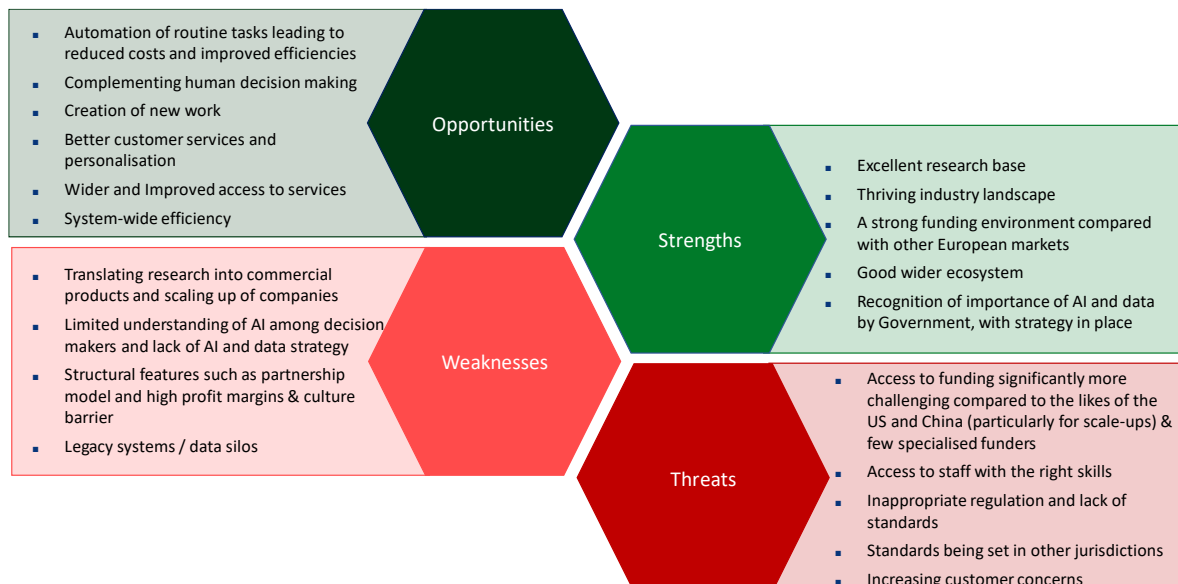 Opportunities
▪ Automation of routine tasks leading to
reduced costs and improved efficiencies
▪ Complementing human decision making
▪ Creation of new work
▪ Better customer services and
personalisation
▪ Wider and Improved access to services
▪ System-wide efficiency
Strengths
▪ Excellent research base
▪ Thriving industry landscape
▪ A strong funding environment compared
with other European markets
▪ Good wider ecosystem
▪ Recognition of importance of AI and data
by Government, with strategy in place
Weaknesses
▪ Translating research into commercial
products and scaling up of companies
▪ Limited understanding of AI among decision
makers and lack of AI and data strategy
▪ Structural features such as partnership
model and high profit margins & culture
barrier
▪ Legacy systems / data silos
Threats
▪ Access to funding significantly more
challenging compared to the likes of the
US and China (particularly for scale-ups) &
few specialised funders
▪ Access to staff with the right skills
▪ Inappropriate regulation and lack of
standards
▪ Standards being set in other jurisdictions
▪ Increasing customer concerns